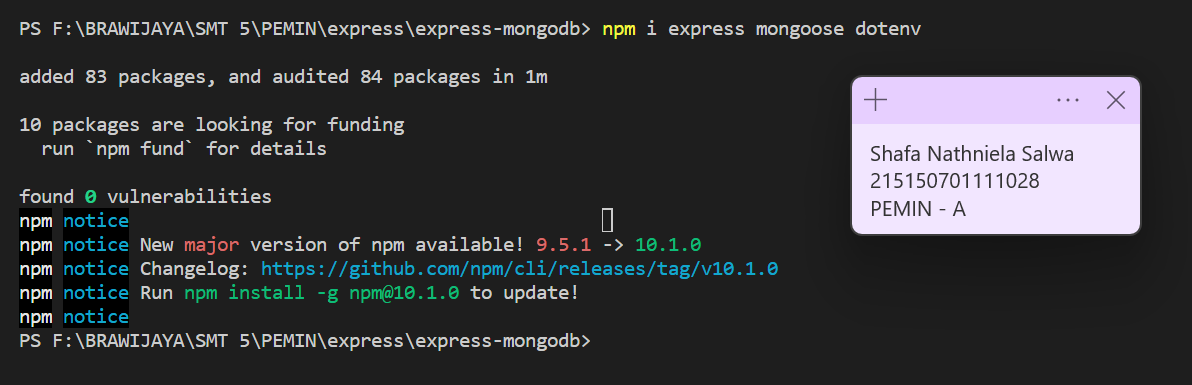 PS F:\BRAWIJAYA\SMT 5\PEMIN\express\express-mongodb> npm i express mongoose dotenv
added 83 packages, and audited 84 packages in 1m
10 packages are looking for funding
  run `npm fund` for details
found 0 vulnerabilities
npm notice
npm notice New major version of npm available! 9.5.1 -> 10.1.0
npm notice Changelog: https://github.com/npm/cli/releases/tag/v10.1.0
npm notice Run npm install -g npm@10.1.0 to update!
npm notice
PS F:\BRAWIJAYA\SMT 5\PEMIN\express\express-mongodb>
Shafa Nathniela Salwa
215150701111028
PEMIN - A